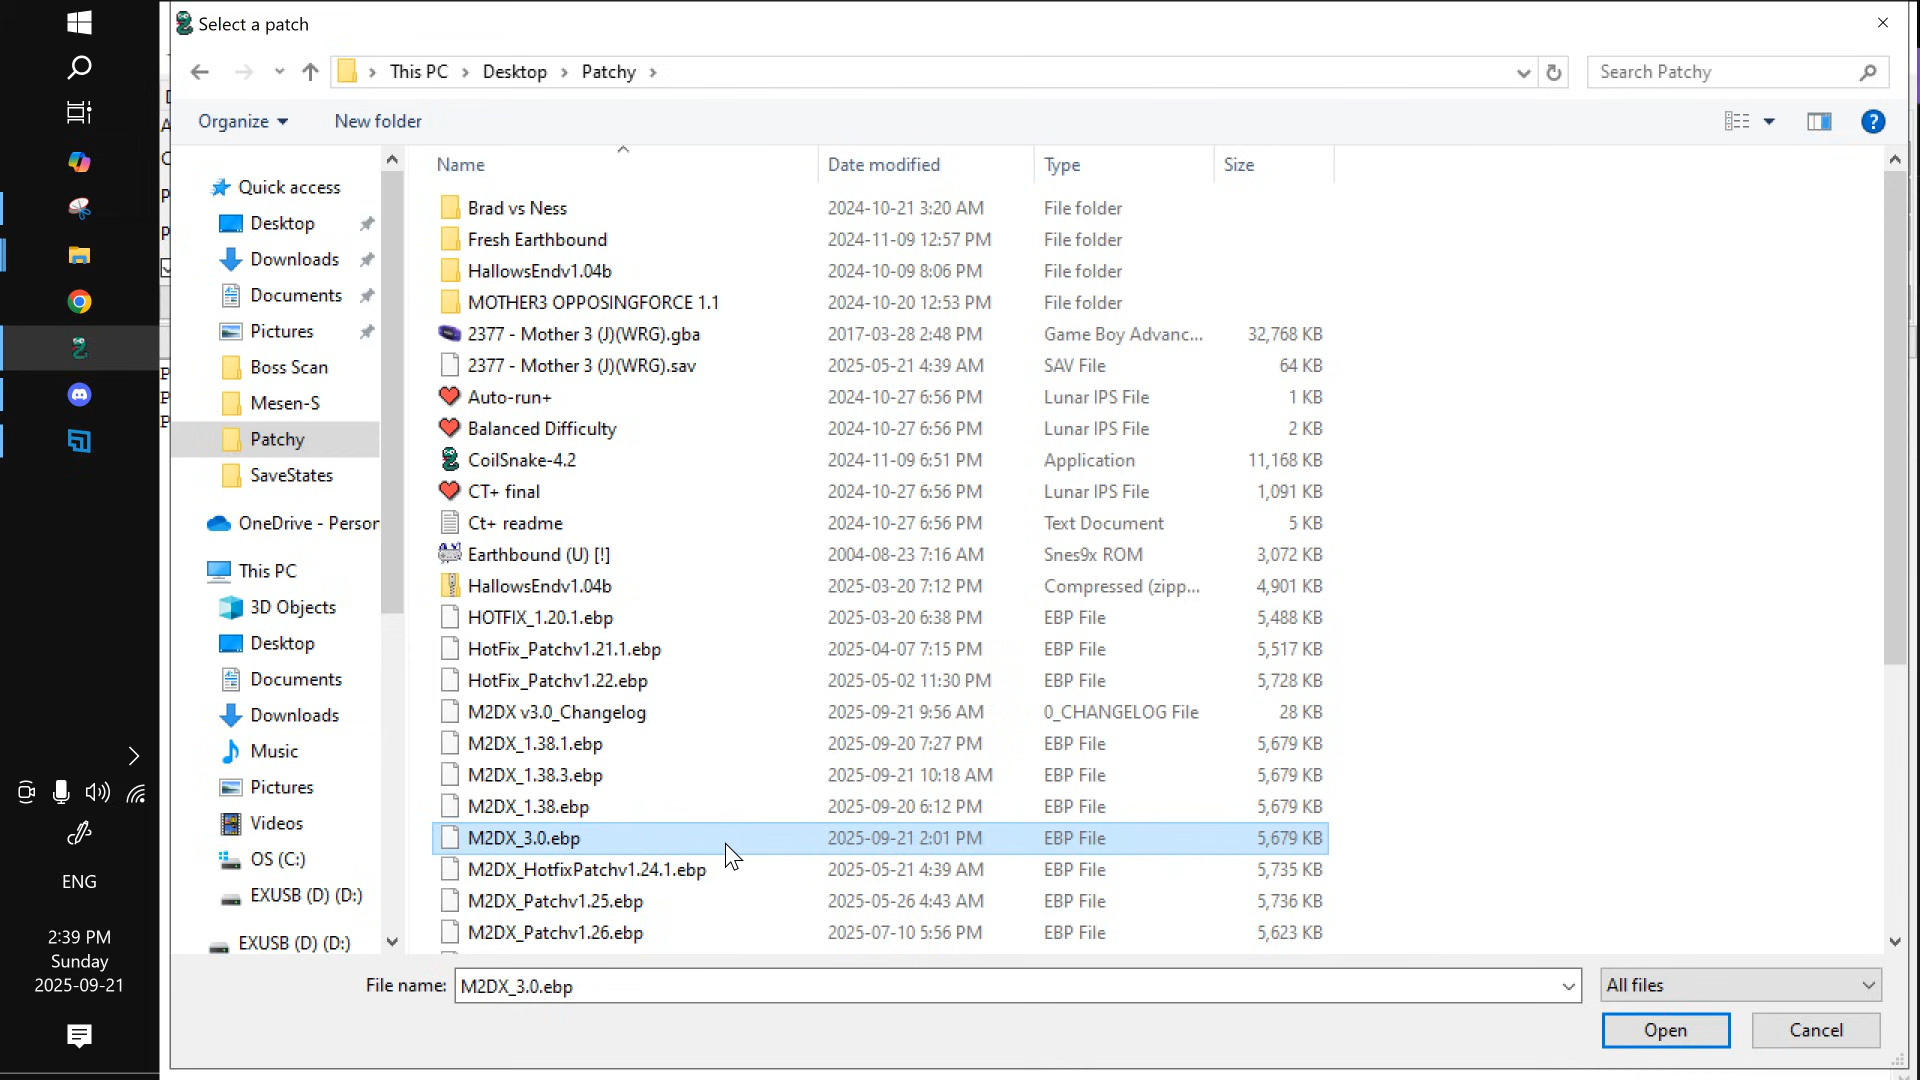 Select a patch
This PC
Desktop
Patchy
Search Patchy
Organize
New folder
Name
Date modified
Type
Size
Quick access
Desktop
Downloads
Documents
Pictures
Boss Scan
Mesen-S
Patchy
SaveStates
OneDrive - Person
This PC
3D Objects
Desktop
Documents
Downloads
Music
Pictures
Videos
OS (C:)
EXUSB (D) (D:)
EXUSB (D) (D:)
Brad vs Ness 2024-10-21 3:20 AM File folder
Fresh Earthbound 2024-11-09 12:57 PM File folder
HallowsEndv1.04b 2024-10-09 8:06 PM File folder
MOTHER3 OPPOSINGFORCE 1.1 2024-10-20 12:53 PM File folder
2377 - Mother 3 (J)(WRG).gba 2017-03-28 2:48 PM Game Boy Advanc... 32,768 KB
2377 - Mother 3 (J)(WRG).sav 2025-05-21 4:39 AM SAV File 64 KB
Auto-run+ 2024-10-27 6:56 PM Lunar IPS File 1 KB
Balanced Difficulty 2024-10-27 6:56 PM Lunar IPS File 2 KB
CoilSnake-4.2 2024-11-09 6:51 PM Application 11,168 KB
CT+ final 2024-10-27 6:56 PM Lunar IPS File 1,091 KB
Ct+ readme 2024-10-27 6:56 PM Text Document 5 KB
Earthbound (U) [!] 2004-08-23 7:16 AM Snes9x ROM 3,072 KB
HallowsEndv1.04b 2025-03-20 7:12 PM Compressed (zipp... 4,901 KB
HOTFIX_1.20.1.ebp 2025-03-20 6:38 PM EBP File 5,488 KB
HotFix_Patchv1.21.1.ebp 2025-04-07 7:15 PM EBP File 5,517 KB
HotFix_Patchv1.22.ebp 2025-05-02 11:30 PM EBP File 5,728 KB
M2DX v3.0_Changelog 2025-09-21 9:56 AM 0_CHANGELOG File 28 KB
M2DX_1.38.1.ebp 2025-09-20 7:27 PM EBP File 5,679 KB
M2DX_1.38.3.ebp 2025-09-21 10:18 AM EBP File 5,679 KB
M2DX_1.38.ebp 2025-09-20 6:12 PM EBP File 5,679 KB
M2DX_3.0.ebp 2025-09-21 2:01 PM EBP File 5,679 KB
M2DX_HotfixPatchv1.24.1.ebp 2025-05-21 4:39 AM EBP File 5,735 KB
M2DX_Patchv1.25.ebp 2025-05-26 4:43 AM EBP File 5,736 KB
M2DX_Patchv1.26.ebp 2025-07-10 5:56 PM EBP File 5,623 KB
File name: M2DX_3.0.ebp
All files
Open
Cancel
ENG
2:39 PM
Sunday
2025-09-21